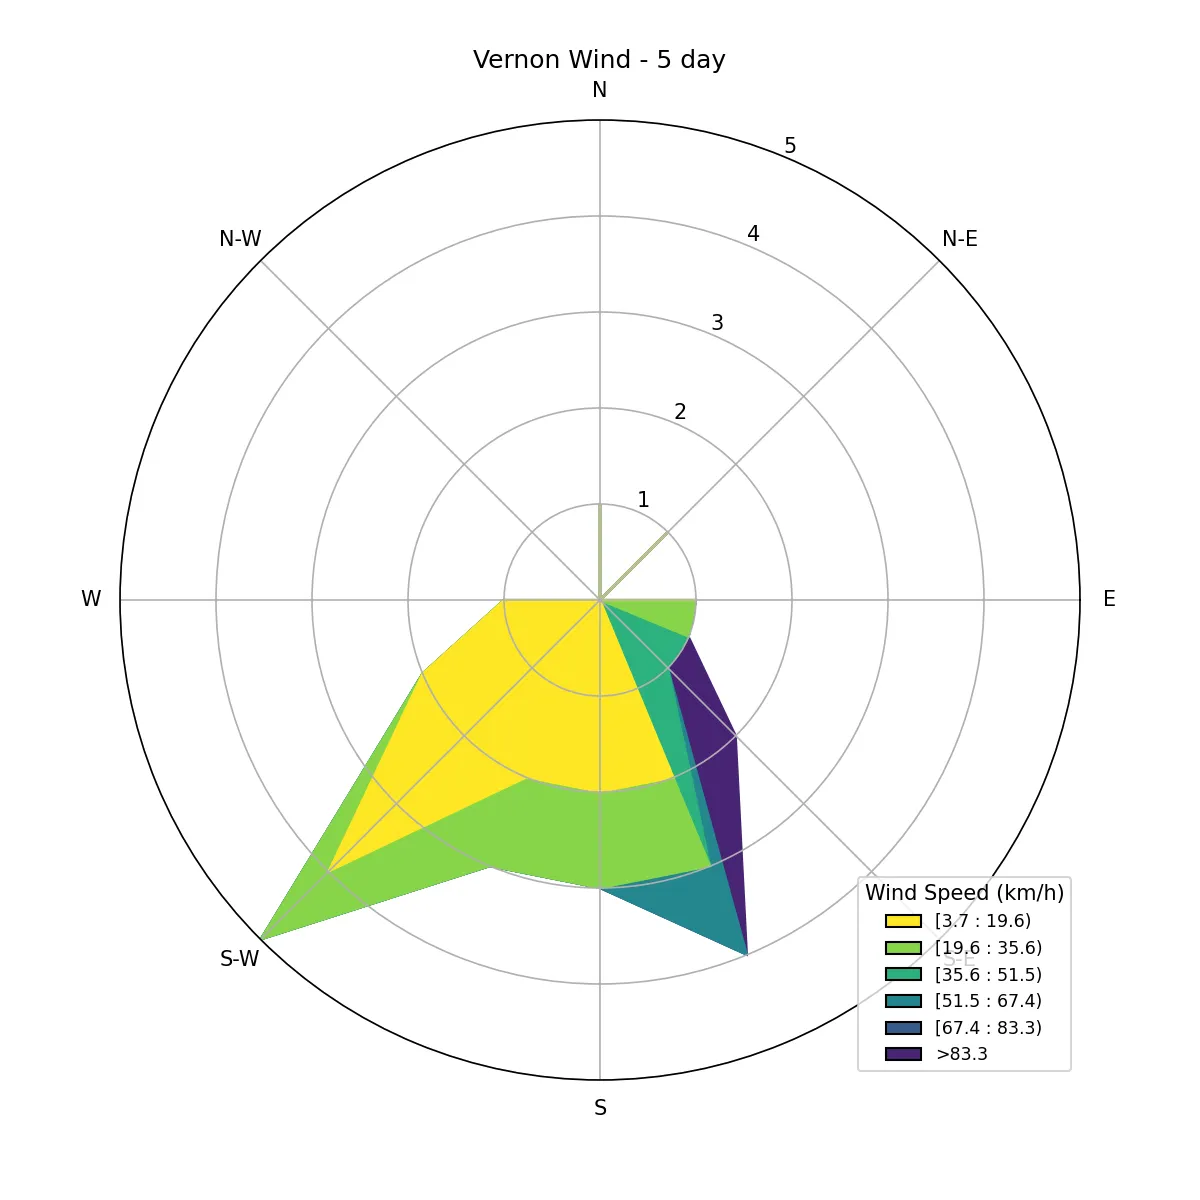 Vernon Wind - 5 day
N
5
N-W
N-E
4
3
2
1
W
E
Wind Speed (km/h)
[3.7 : 19.6)
[19.6 : 35.6)
S-W
S-E
[35.6 : 51.5)
[51.5 : 67.4)
[67.4 : 83.3)
>83.3
S